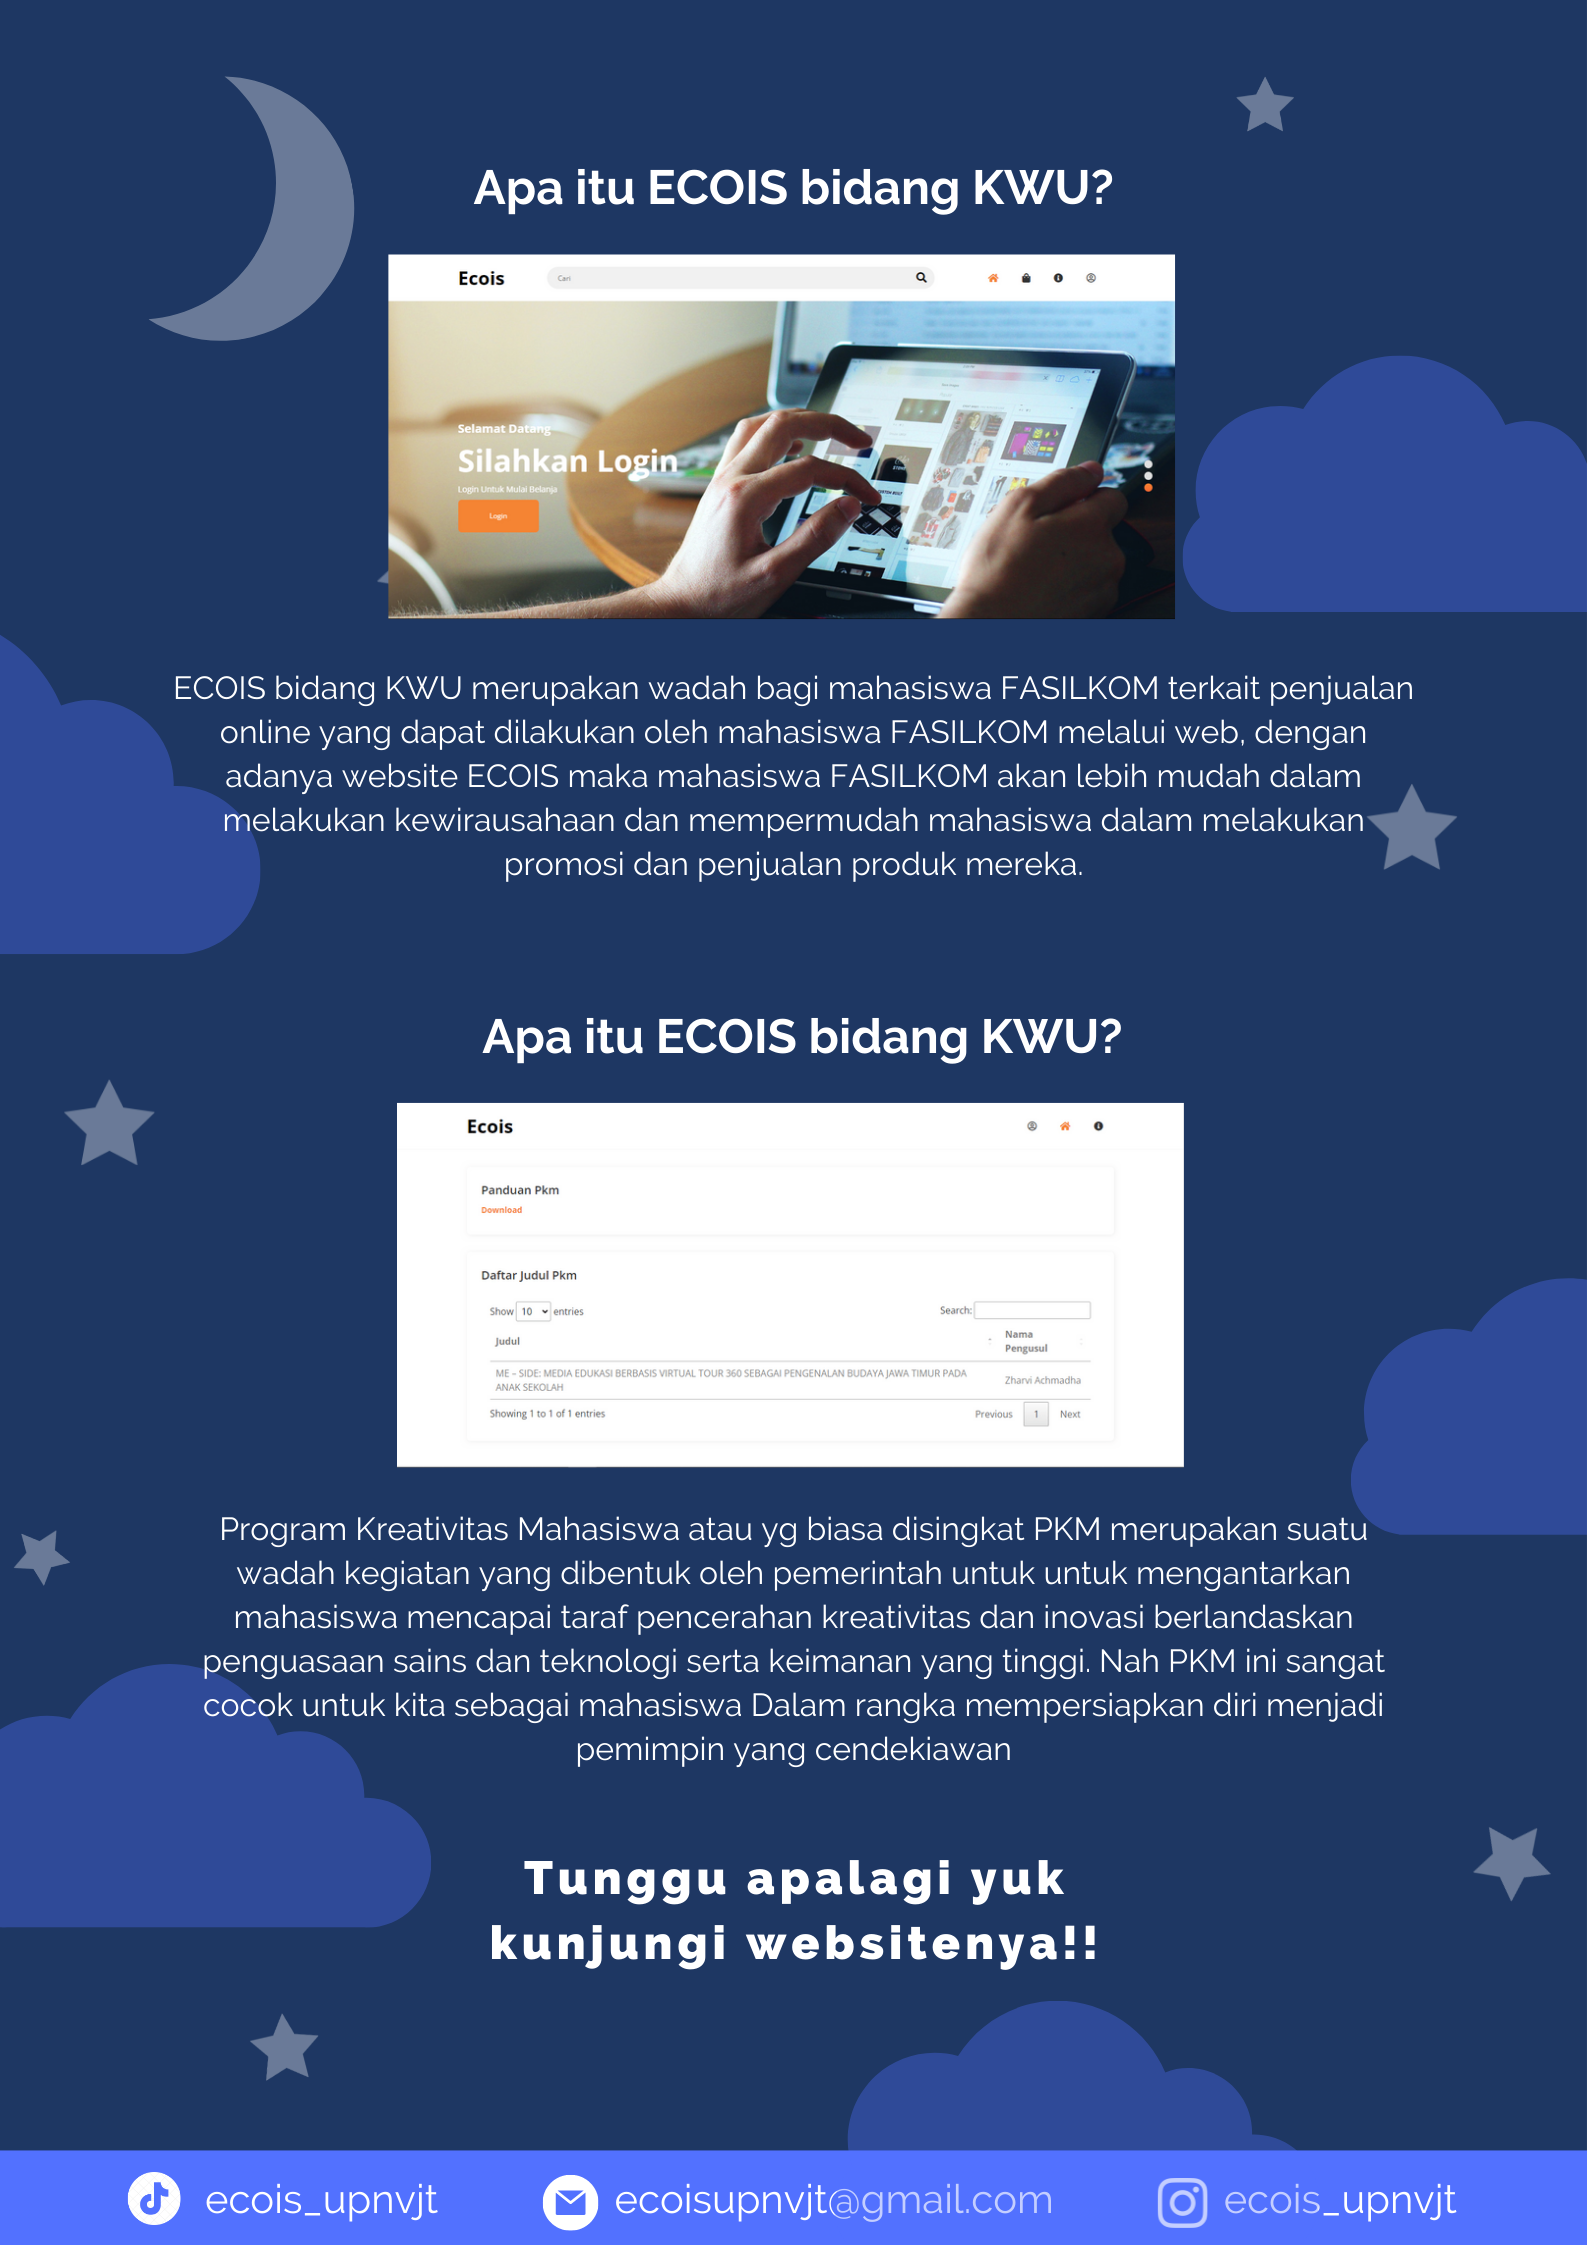 Apa itu ECOIS bidang KWU?
Ecois
Cari
Selamat Datang
Silahkan Login
Login Untuk Mulai Belanja
Login
ECOIS bidang KWU merupakan wadah bagi mahasiswa FASILKOM terkait penjualan
online yang dapat dilakukan oleh mahasiswa FASILKOM melalui web, dengan
adanya website ECOIS maka mahasiswa FASILKOM akan lebih mudah dalam
melakukan kewirausahaan dan mempermudah mahasiswa dalam melakukan
promosi dan penjualan produk mereka.
Apa itu ECOIS bidang KWU?
Ecois
Panduan Pkm
Download
Daftar Judul Pkm
Show 10 entries
Search:
Judul
Nama
Pengusul
ME – SIDE: MEDIA EDUKASI BERBASIS VIRTUAL TOUR 360 SEBAGAI PENGENALAN BUDAYA JAWA TIMUR PADA
ANAK SEKOLAH
Zharvi Achmadha
Showing 1 to 1 of 1 entries
Previous 1 Next
Program Kreativitas Mahasiswa atau yg biasa disingkat PKM merupakan suatu
wadah kegiatan yang dibentuk oleh pemerintah untuk untuk mengantarkan
mahasiswa mencapai taraf pencerahan kreativitas dan inovasi berlandaskan
penguasaan sains dan teknologi serta keimanan yang tinggi. Nah PKM ini sangat
cocok untuk kita sebagai mahasiswa Dalam rangka mempersiapkan diri menjadi
pemimpin yang cendekiawan
Tunggu apalagi yuk
kunjungi websitenya!!
ecois_upnvjt
ecoisupnvjt@gmail.com
ecois_upnvjt